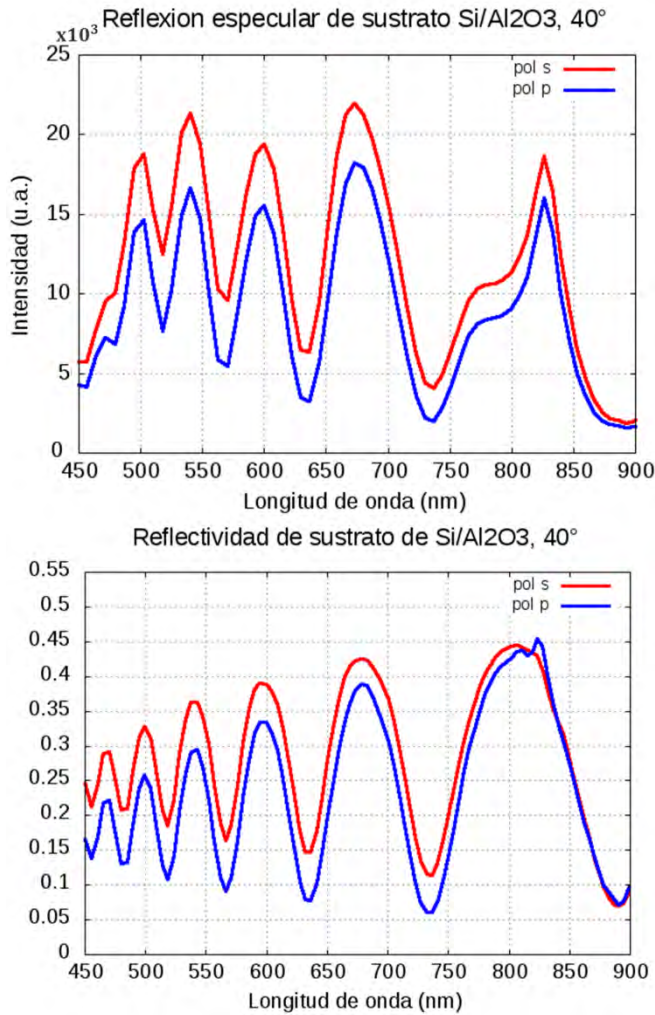 Reflexion especular de sustrato Si/Al2O3, 40°
x10³
25
20
15
10
5
0
Intensidad (u.a.)
pol s
pol p
450 500 550 600 650 700 750 800 850 900
Longitud de onda (nm)
Reflectividad de sustrato de Si/Al2O3, 40°
0.55
0.5
0.45
0.4
0.35
0.3
0.25
0.2
0.15
0.1
0.05
0
pol s
pol p
450 500 550 600 650 700 750 800 850 900
Longitud de onda (nm)